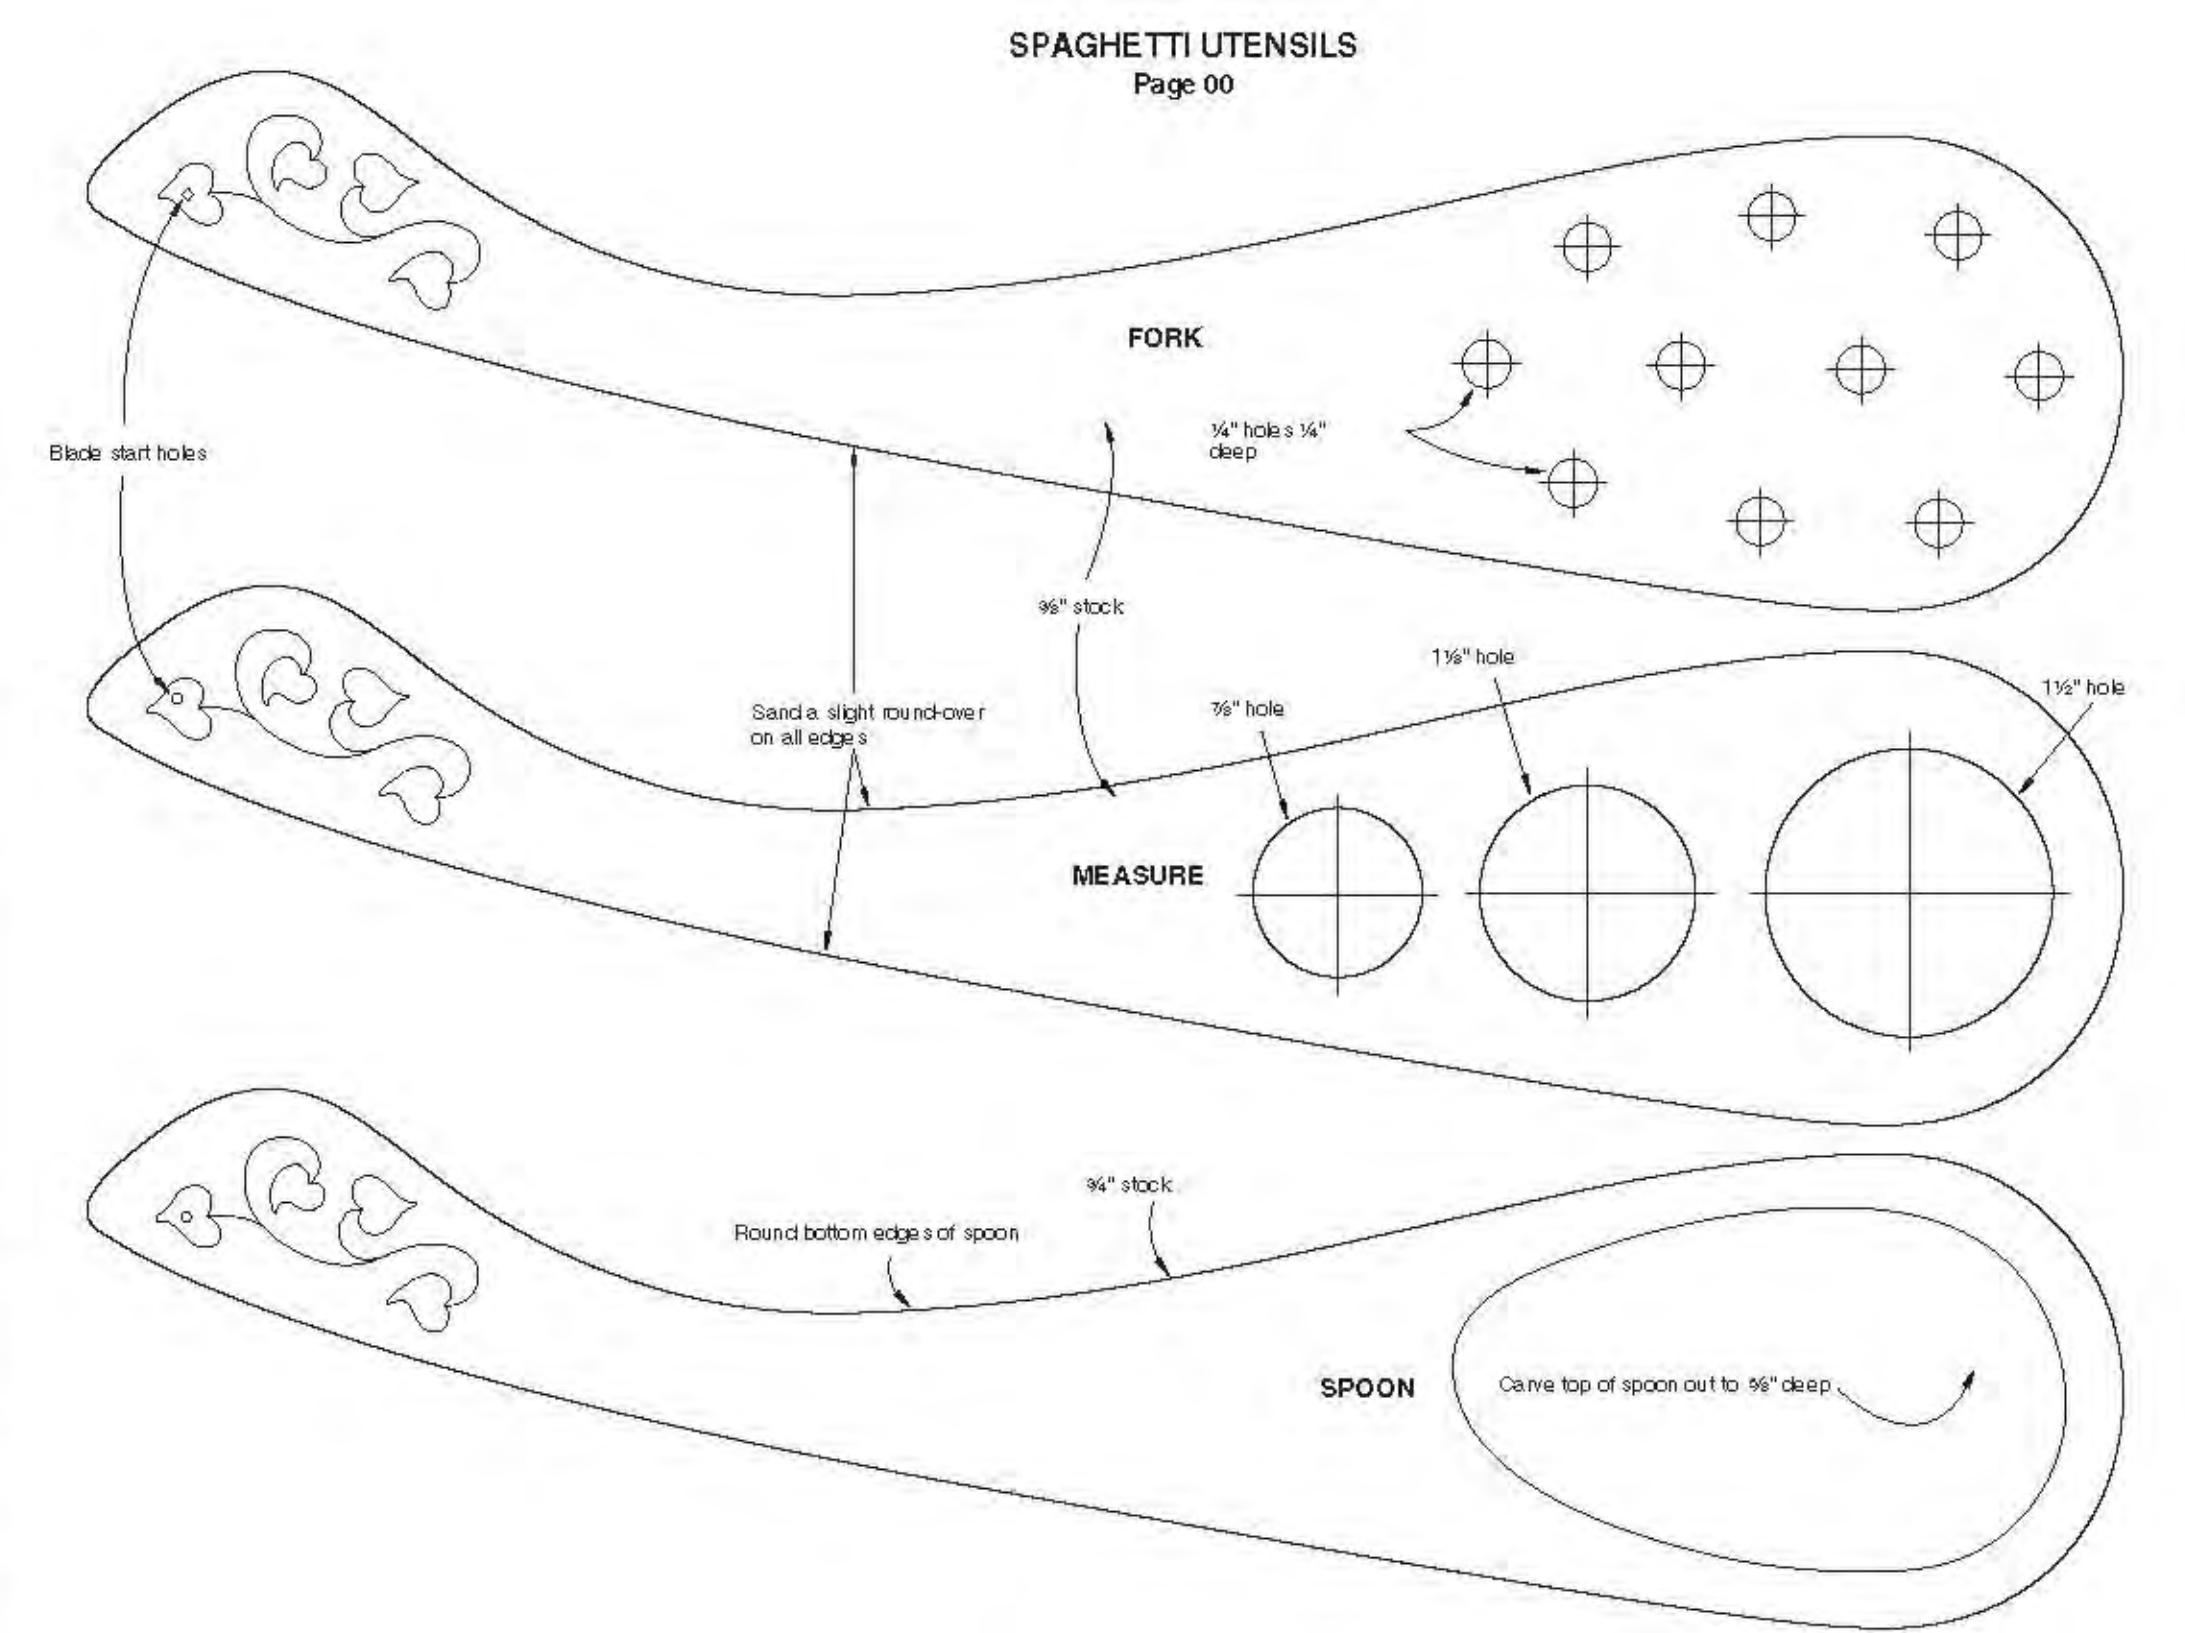 SPAGHETTI UTENSILS
Page 00
FORK
¼" holes ¼"
deep
Blade start holes
⅜" stock
1⅛" hole
1½" hole
⅞" hole
Sand a slight round-over
on all edges
MEASURE
¾" stock
Round bottom edges of spoon
SPOON
Carve top of spoon out to ⅝" deep